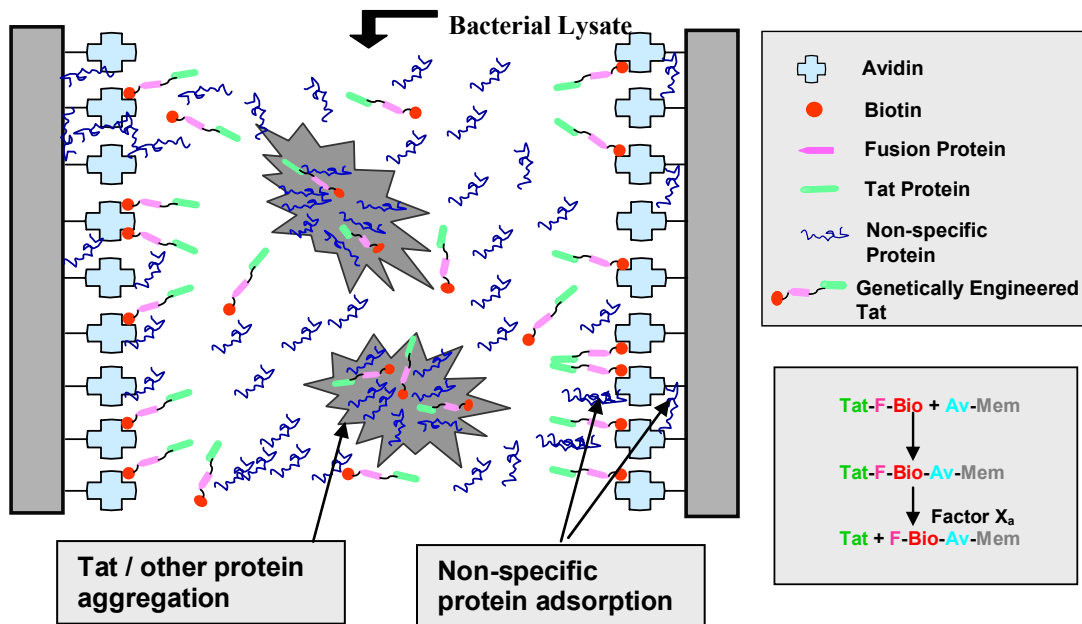 Bacterial Lysate
Avidin
Biotin
Fusion Protein
Tat Protein
Non-specific
Protein
Genetically Engineered
Tat
Tat-F-Bio + Av-Mem
Tat-F-Bio-Av-Mem
Factor Xₐ
Tat + F-Bio-Av-Mem
Tat / other protein
aggregation
Non-specific
protein adsorption